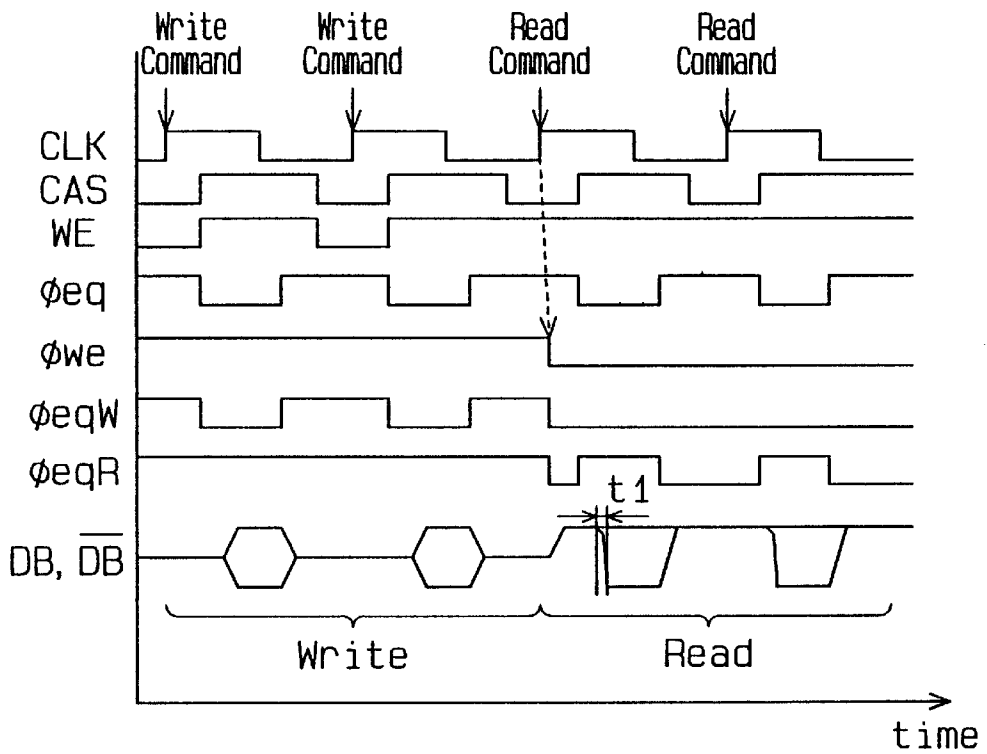 Write Write Read Read
Command Command Command Command
CLK
CAS
WE
φeq
φwe
φeqW
φeqR
t1
DB, D̅B̅
Write Read
time